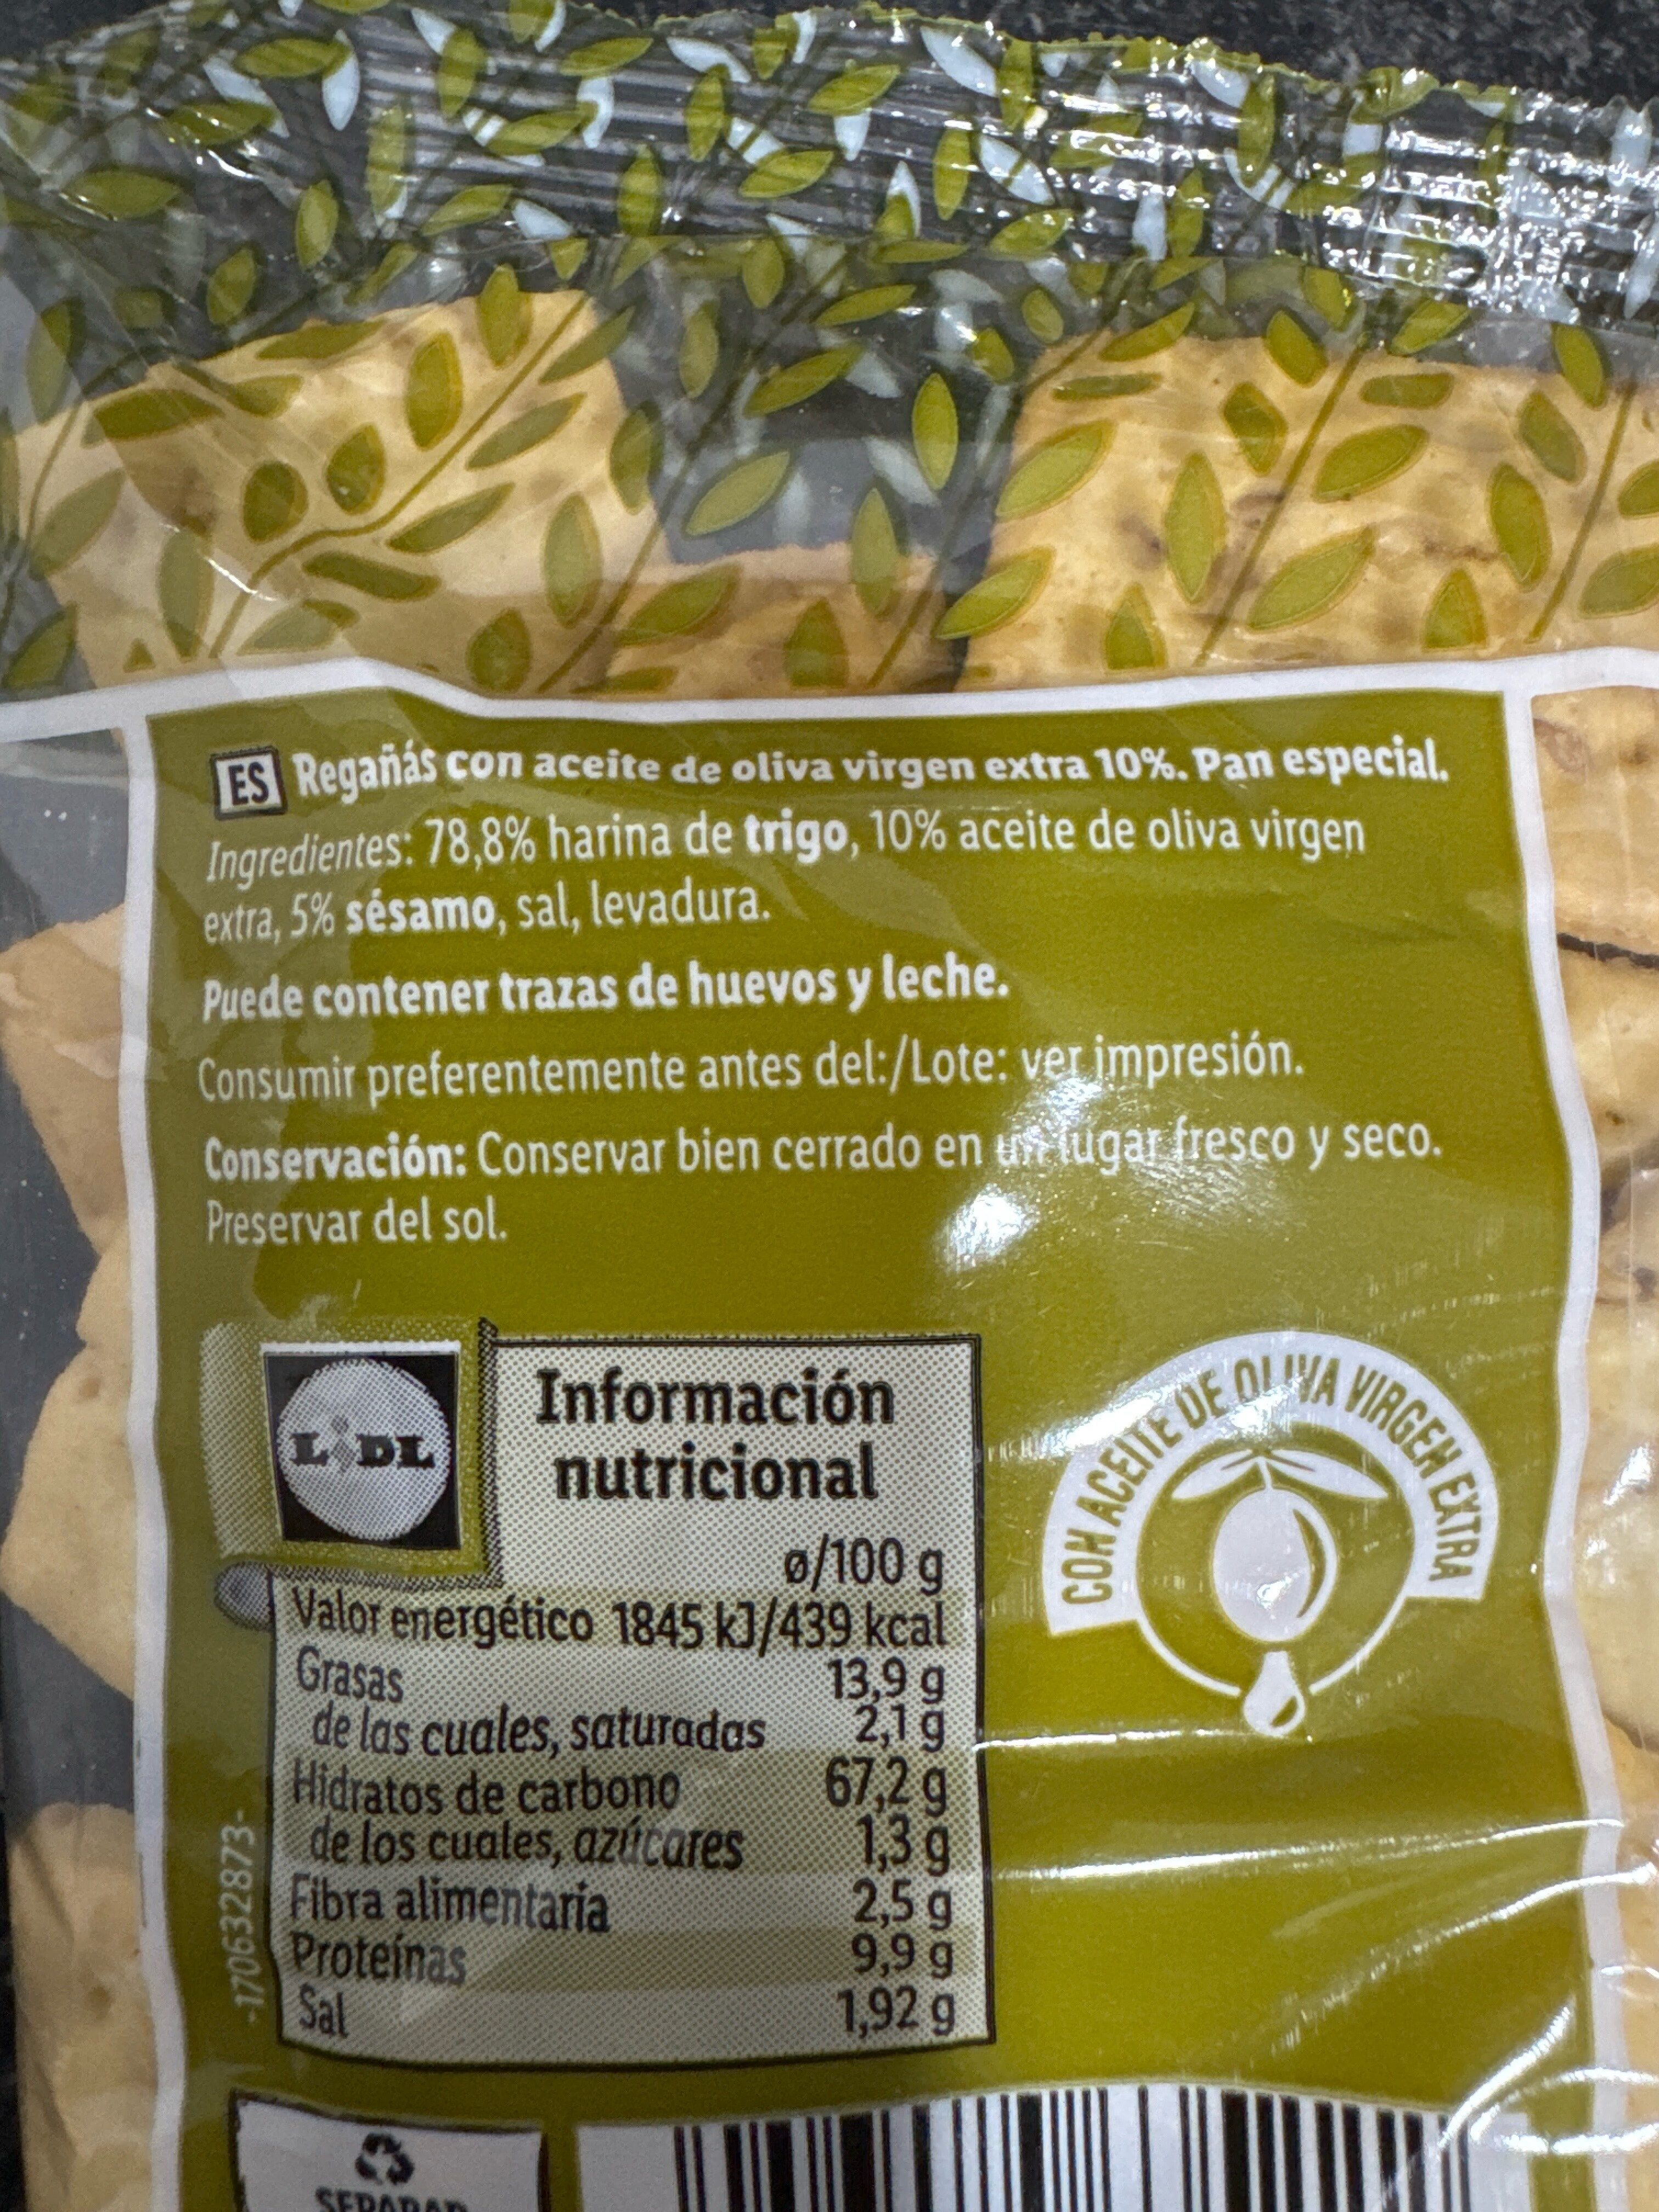 ES Regañás con aceite de oliva virgen extra 10%. Pan especial.
Ingredientes: 78,8% harina de trigo, 10% aceite de oliva virgen
extra, 5% sésamo, sal, levadura.
Puede contener trazas de huevos y leche.
Consumir preferentemente antes del:/Lote: ver impresión.
Conservación: Conservar bien cerrado en un lugar fresco y seco.
Preservar del sol.
LIDL
Información
nutricional
ø/100 g
Valor energético 1845 kJ/439 kcal
Grasas 13,9 g
de las cuales, saturadas 2,1 g
Hidratos de carbono 67,2 g
de los cuales, azúcares 1,3 g
Fibra alimentaria 2,5 g
Proteínas 9,9 g
Sal 1,92 g
CON ACEITE DE OLIVA VIRGEN EXTRA
-170632873-